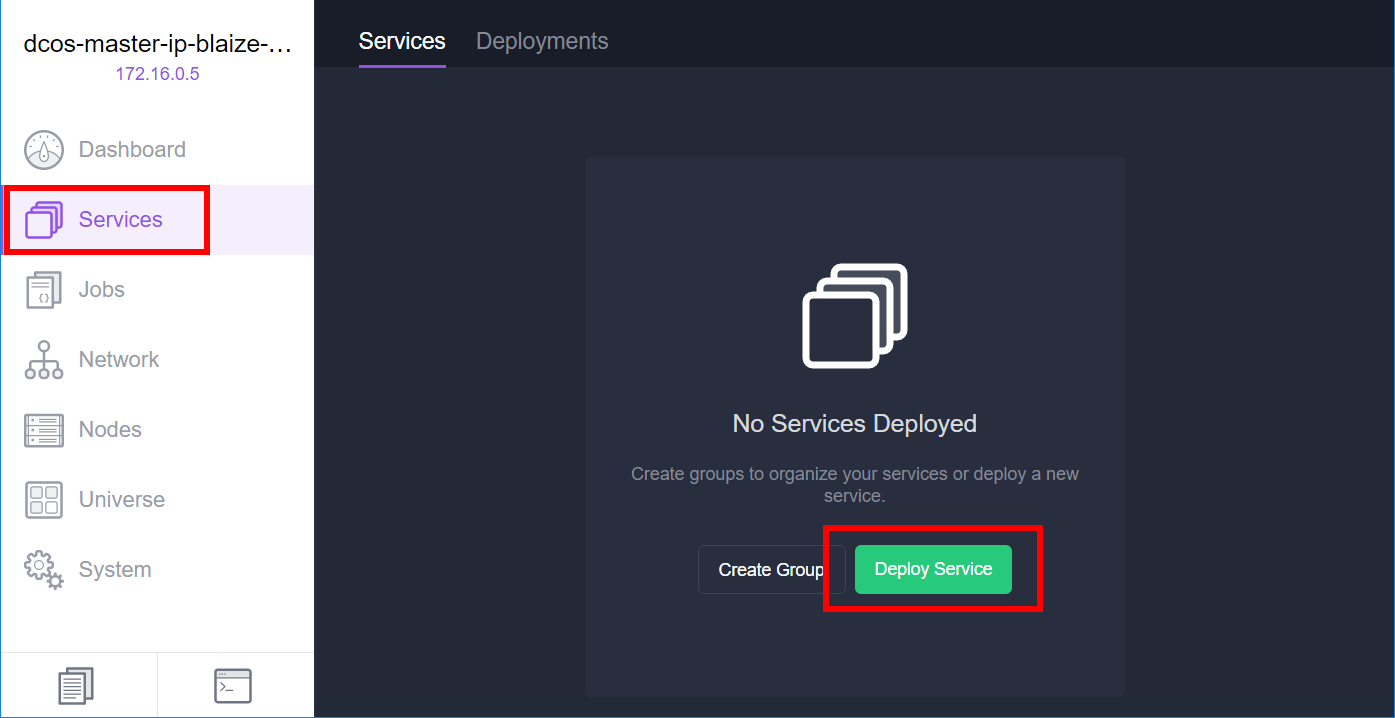 dcos-master-ip-blaize-...
172.16.0.5
Dashboard
Services
Jobs
{}
Network
Nodes
Universe
System
>_
Services
Deployments
No Services Deployed
Create groups to organize your services or deploy a new
service.
Create Group
Deploy Service